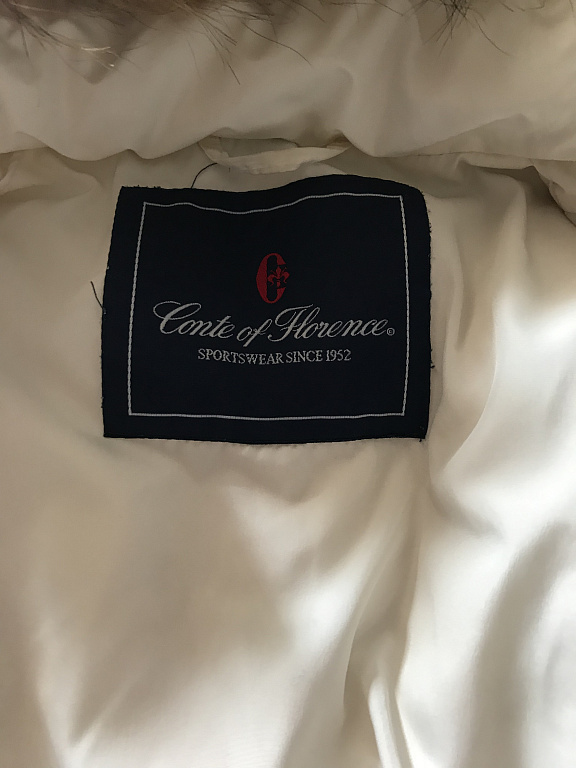 C
Conte of Florence©
SPORTSWEAR SINCE 1952